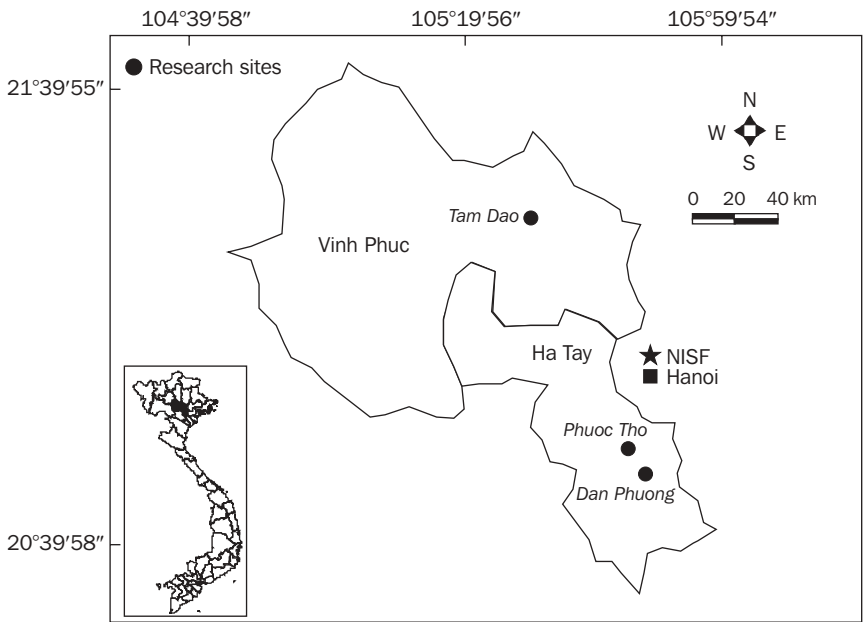 104°39′58″ 105°19′56″ 105°59′54″
Research sites
21°39′55″
N
W E
S
0 20 40 km
Tam Dao
Vinh Phuc
Ha Tay
NISF
Hanoi
Phuoc Tho
Dan Phuong
20°39′58″